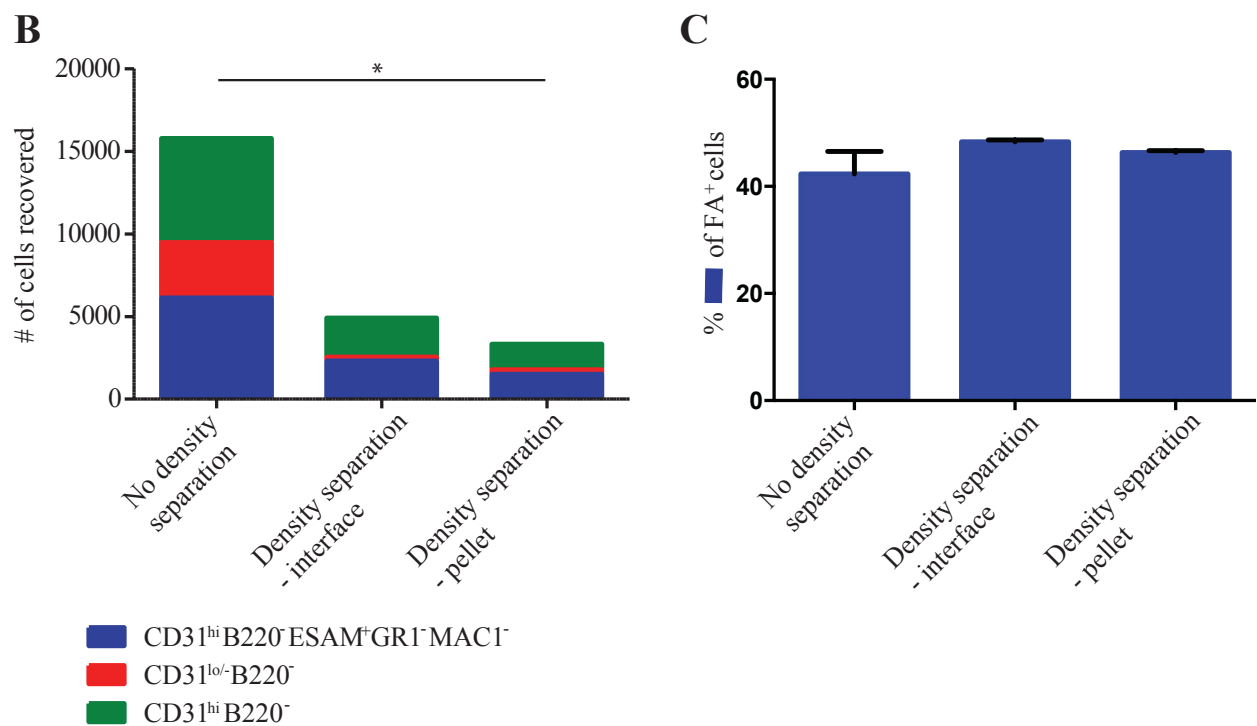 B
20000
15000
10000
5000
0
# of cells recovered
*
No density
separation
Density separation
- interface
Density separation
- pellet
CD31hi B220- ESAM+GR1- MAC1-
CD31lo/-B220-
CD31hi B220-
C
60
40
20
0
% of FA+ cells
No density
separation
Density separation
- interface
Density separation
- pellet